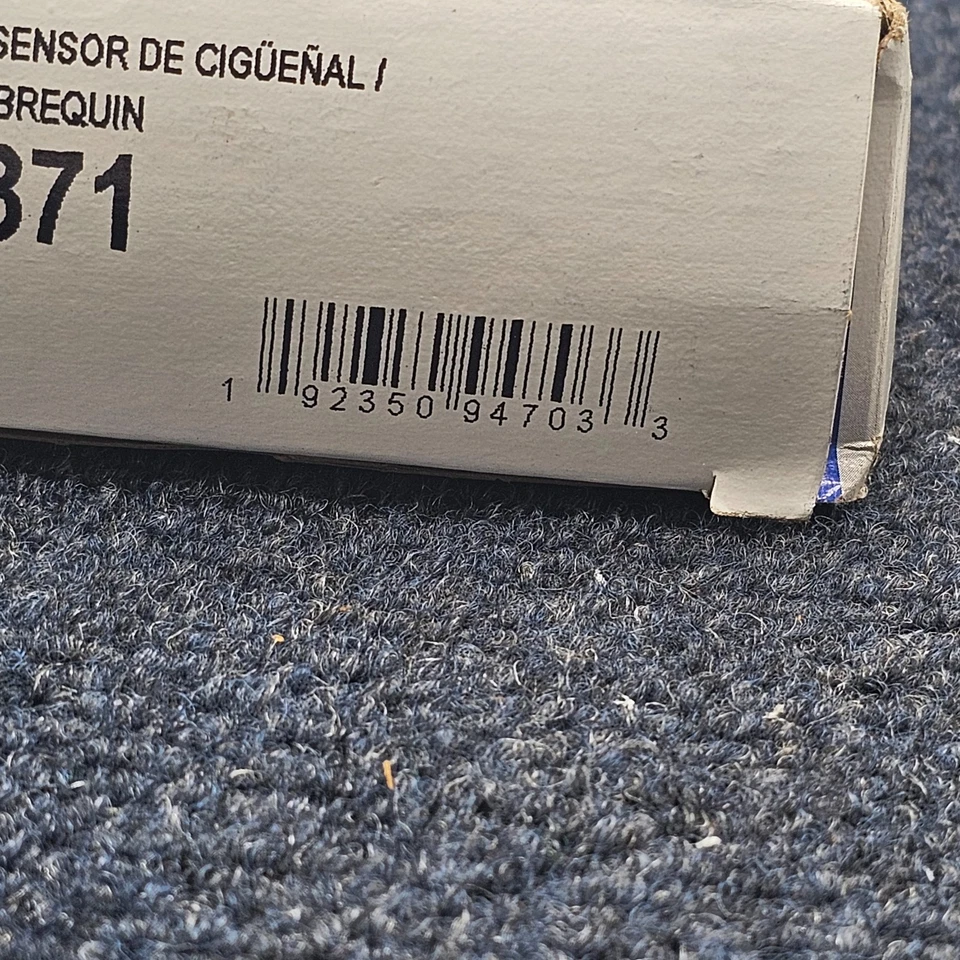 SENSOR DE CIGÜEÑAL /
BREQUIN
371
1 92350 94703 3